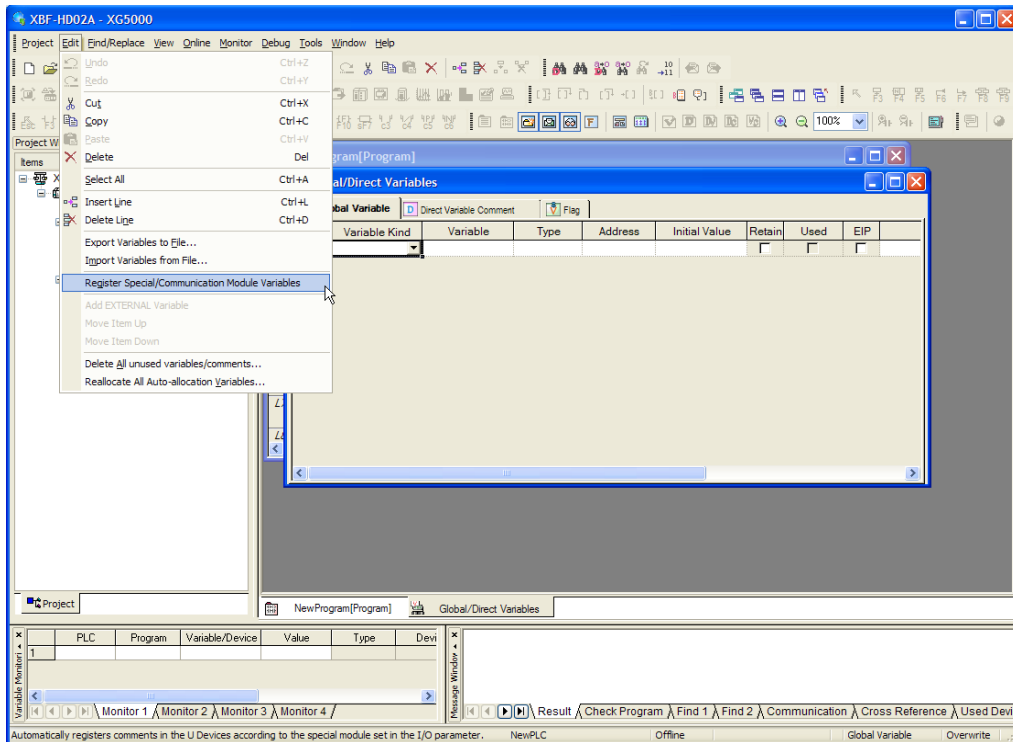 XBF-HD02A - XG5000
Project Edit Find/Replace View Online Monitor Debug Tools Window Help
Undo Ctrl+Z
Redo Ctrl+Y
Cut Ctrl+X
Copy Ctrl+C
Paste Ctrl+V
Delete Del
Select All Ctrl+A
Insert Line Ctrl+L
Delete Line Ctrl+D
Export Variables to File...
Import Variables from File...
Register Special/Communication Module Variables
Add EXTERNAL Variable
Move Item Up
Move Item Down
Delete All unused variables/comments...
Reallocate All Auto-allocation Variables...
100%
Project W
Items
gram[Program]
al/Direct Variables
bal Variable D Direct Variable Comment Flag
Variable Kind Variable Type Address Initial Value Retain Used EIP
Project
NewProgram[Program] Global/Direct Variables
PLC Program Variable/Device Value Type Devi
1
Variable Monitori
Message Window
Monitor 1 Monitor 2 Monitor 3 Monitor 4
Result Check Program Find 1 Find 2 Communication Cross Reference Used Devi
Automatically registers comments in the U Devices according to the special module set in the I/O parameter. NewPLC Offline Global Variable Overwrite